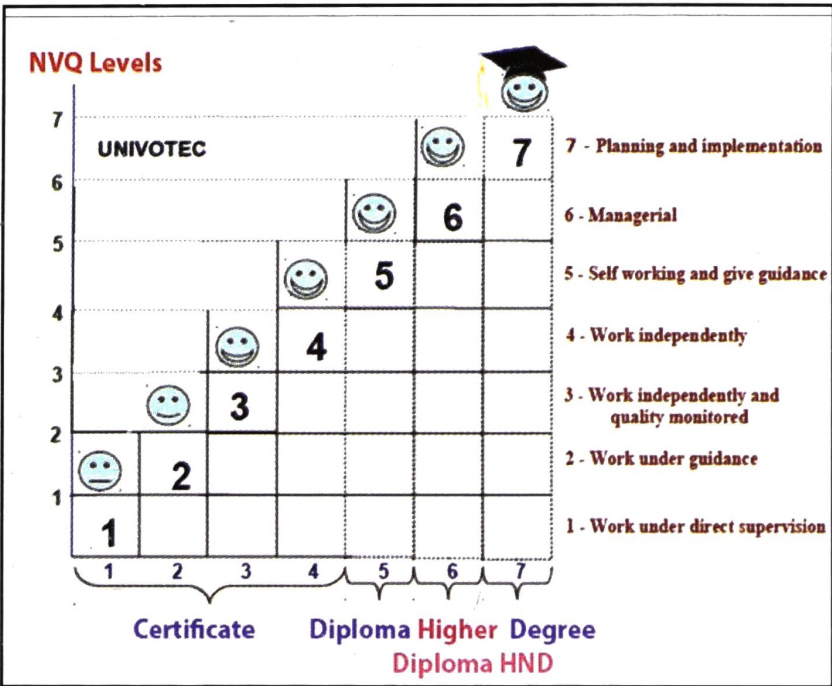 NVQ Levels
7
UNIVOTEC
7
7 - Planning and implementation
6
6
6 - Managerial
5
5
5 - Self working and give guidance
4
4
4 - Work independently
3
3
3 - Work independently and
quality monitored
2
2
2 - Work under guidance
1
1
1 - Work under direct supervision
1 2 3 4 5 6 7
Certificate Diploma Higher Degree
Diploma HND